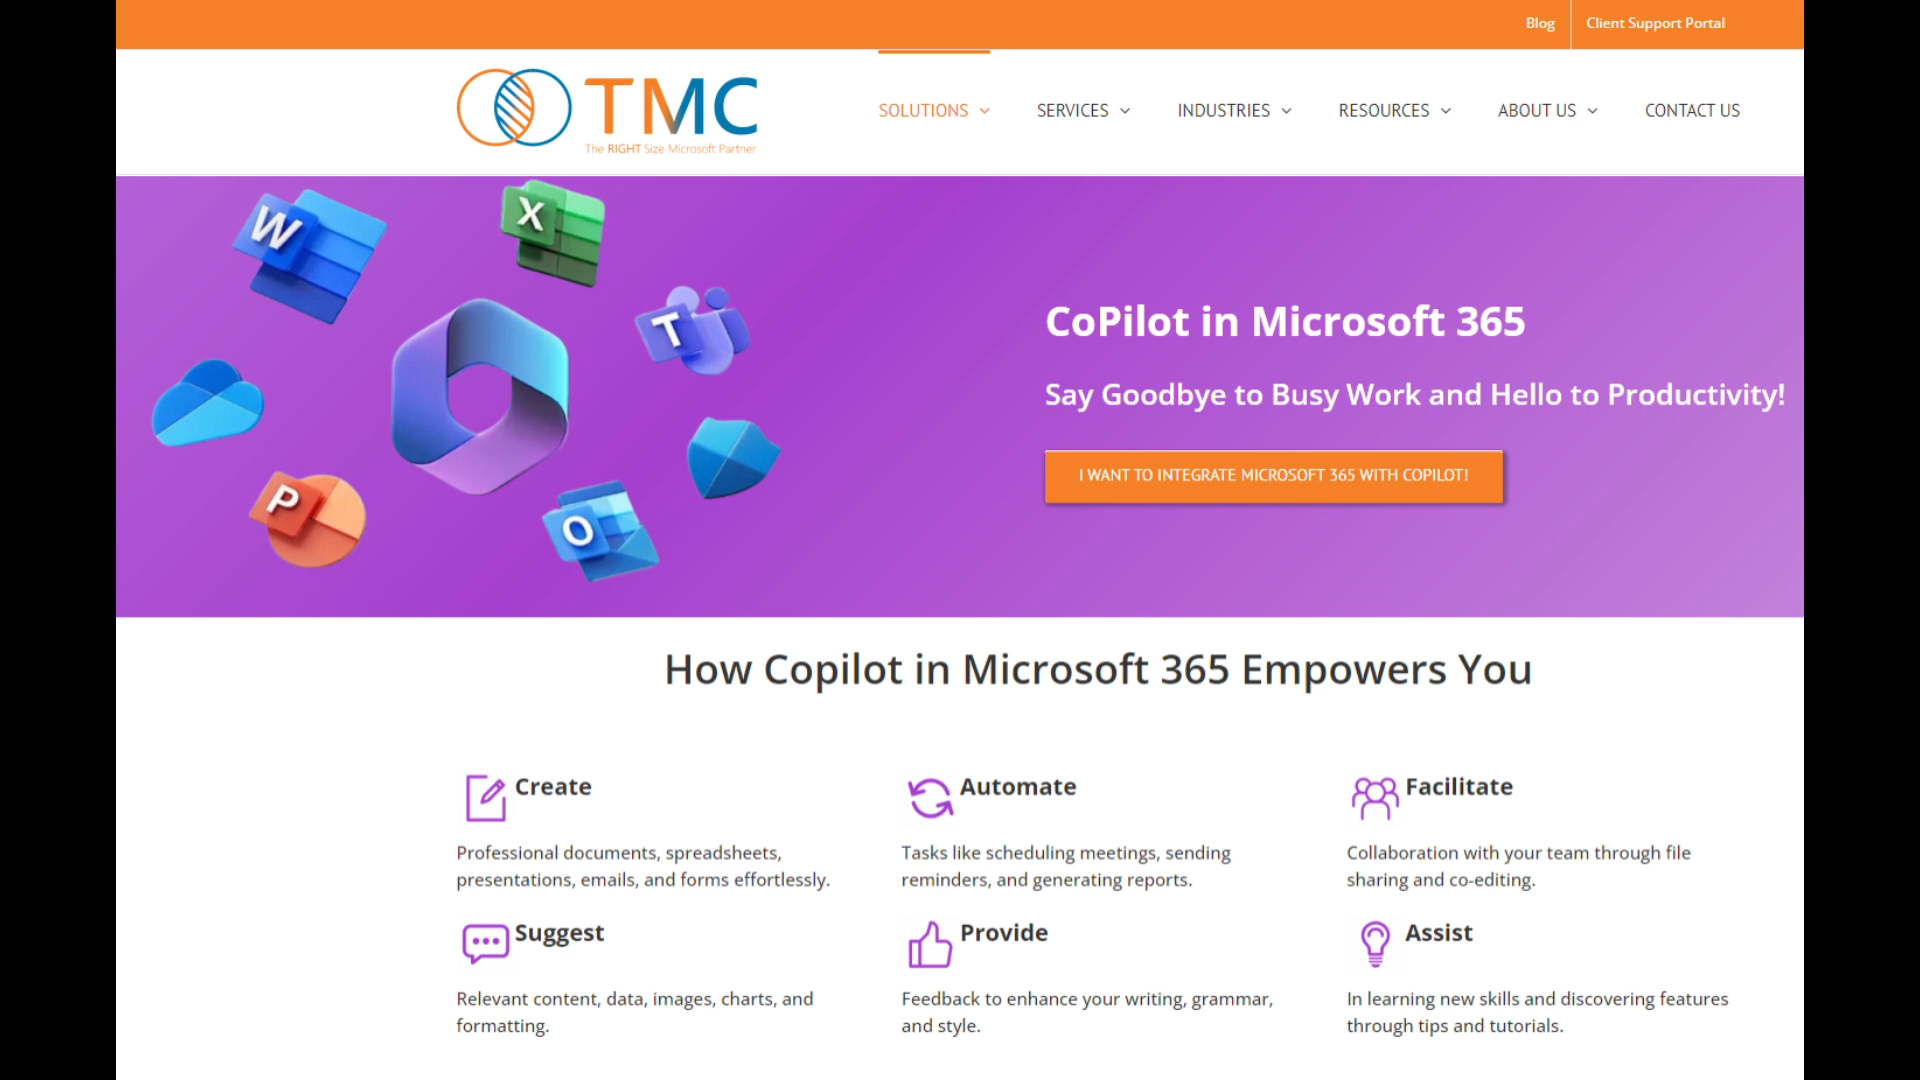 Blog
Client Support Portal
TMC
The RIGHT Size Microsoft Partner
SOLUTIONS
SERVICES
INDUSTRIES
RESOURCES
ABOUT US
CONTACT US
W
X
T
P
O
CoPilot in Microsoft 365
Say Goodbye to Busy Work and Hello to Productivity!
I WANT TO INTEGRATE MICROSOFT 365 WITH COPILOT!
How Copilot in Microsoft 365 Empowers You
Create
Professional documents, spreadsheets,
presentations, emails, and forms effortlessly.
Automate
Tasks like scheduling meetings, sending
reminders, and generating reports.
Facilitate
Collaboration with your team through file
sharing and co-editing.
Suggest
Relevant content, data, images, charts, and
formatting.
Provide
Feedback to enhance your writing, grammar,
and style.
Assist
In learning new skills and discovering features
through tips and tutorials.